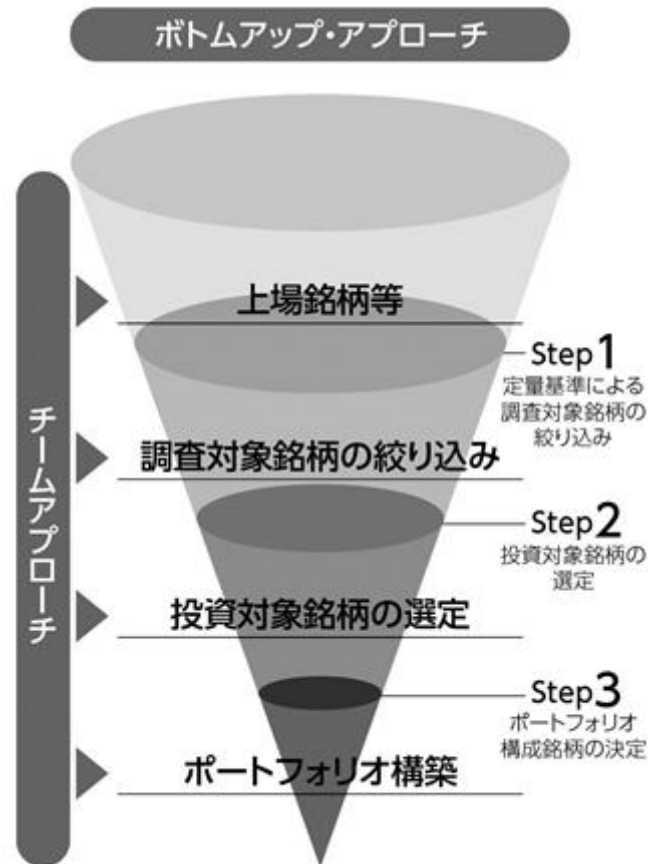 ボトムアップ・アプローチ
チームアプローチ
上場銘柄等
Step1
定量基準による
調査対象銘柄の
絞り込み
調査対象銘柄の絞り込み
Step2
投資対象銘柄の
選定
投資対象銘柄の選定
Step3
ポートフォリオ
構成銘柄の決定
ポートフォリオ構築